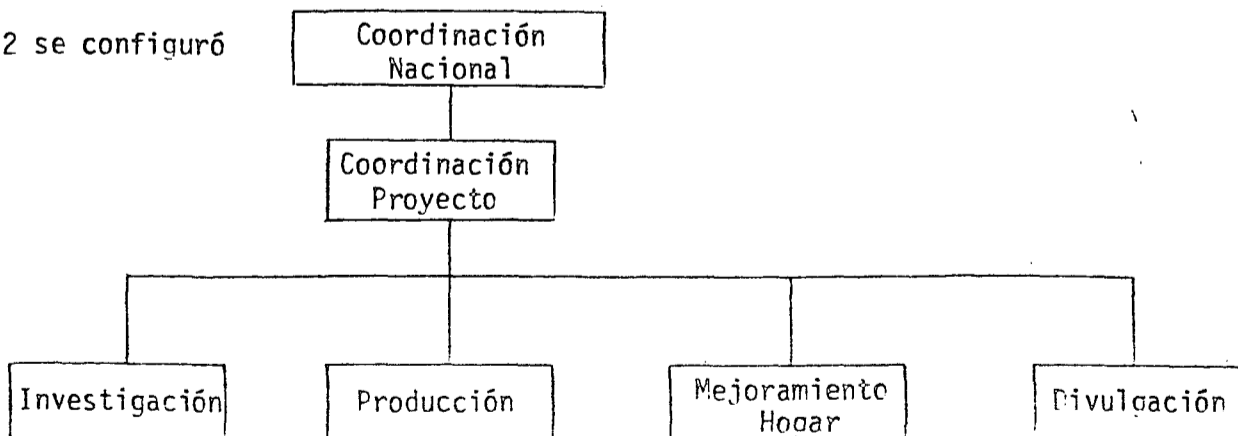 2 se configuró
Coordinación
Nacional
Coordinación
Proyecto
Investigación
Producción
Mejoramiento
Hogar
Divulgación